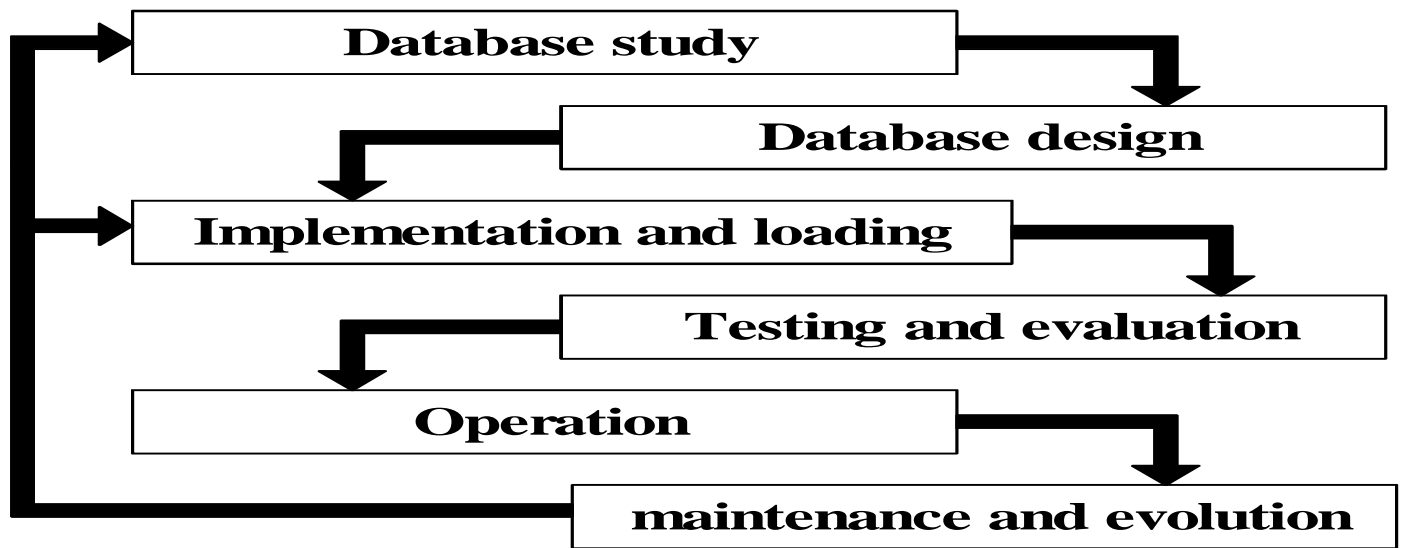 Database study
Database design
Implementation and loading
Testing and evaluation
Operation
maintenance and evolution